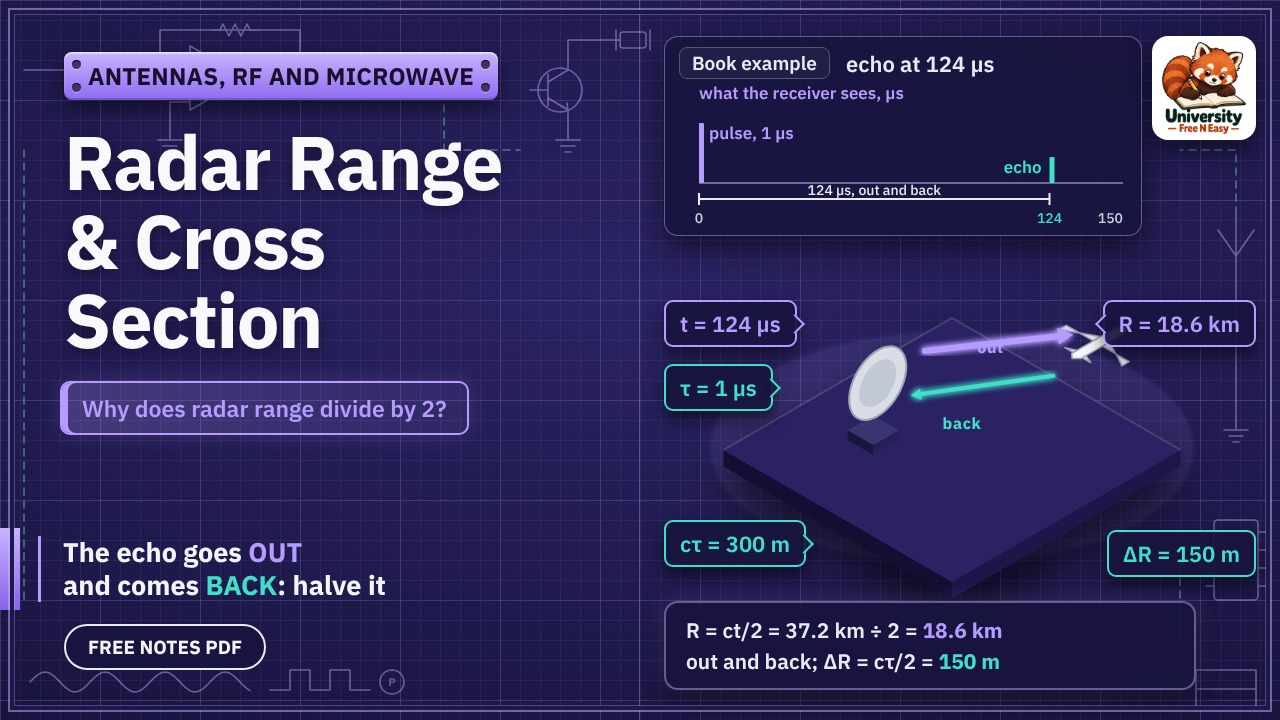 ANTENNAS, RF AND MICROWAVE
Radar Range
& Cross
Section
Why does radar range divide by 2?
The echo goes OUT
and comes BACK: halve it
FREE NOTES PDF
P
Book example
echo at 124 µs
what the receiver sees, µs
pulse, 1 µs
echo
124 µs, out and back
0
124
150
University
Free N Easy
t = 124 µs
R = 18.6 km
τ = 1 µs
out
back
cτ = 300 m
ΔR = 150 m
R = ct/2 = 37.2 km ÷ 2 = 18.6 km
out and back; ΔR = cτ/2 = 150 m